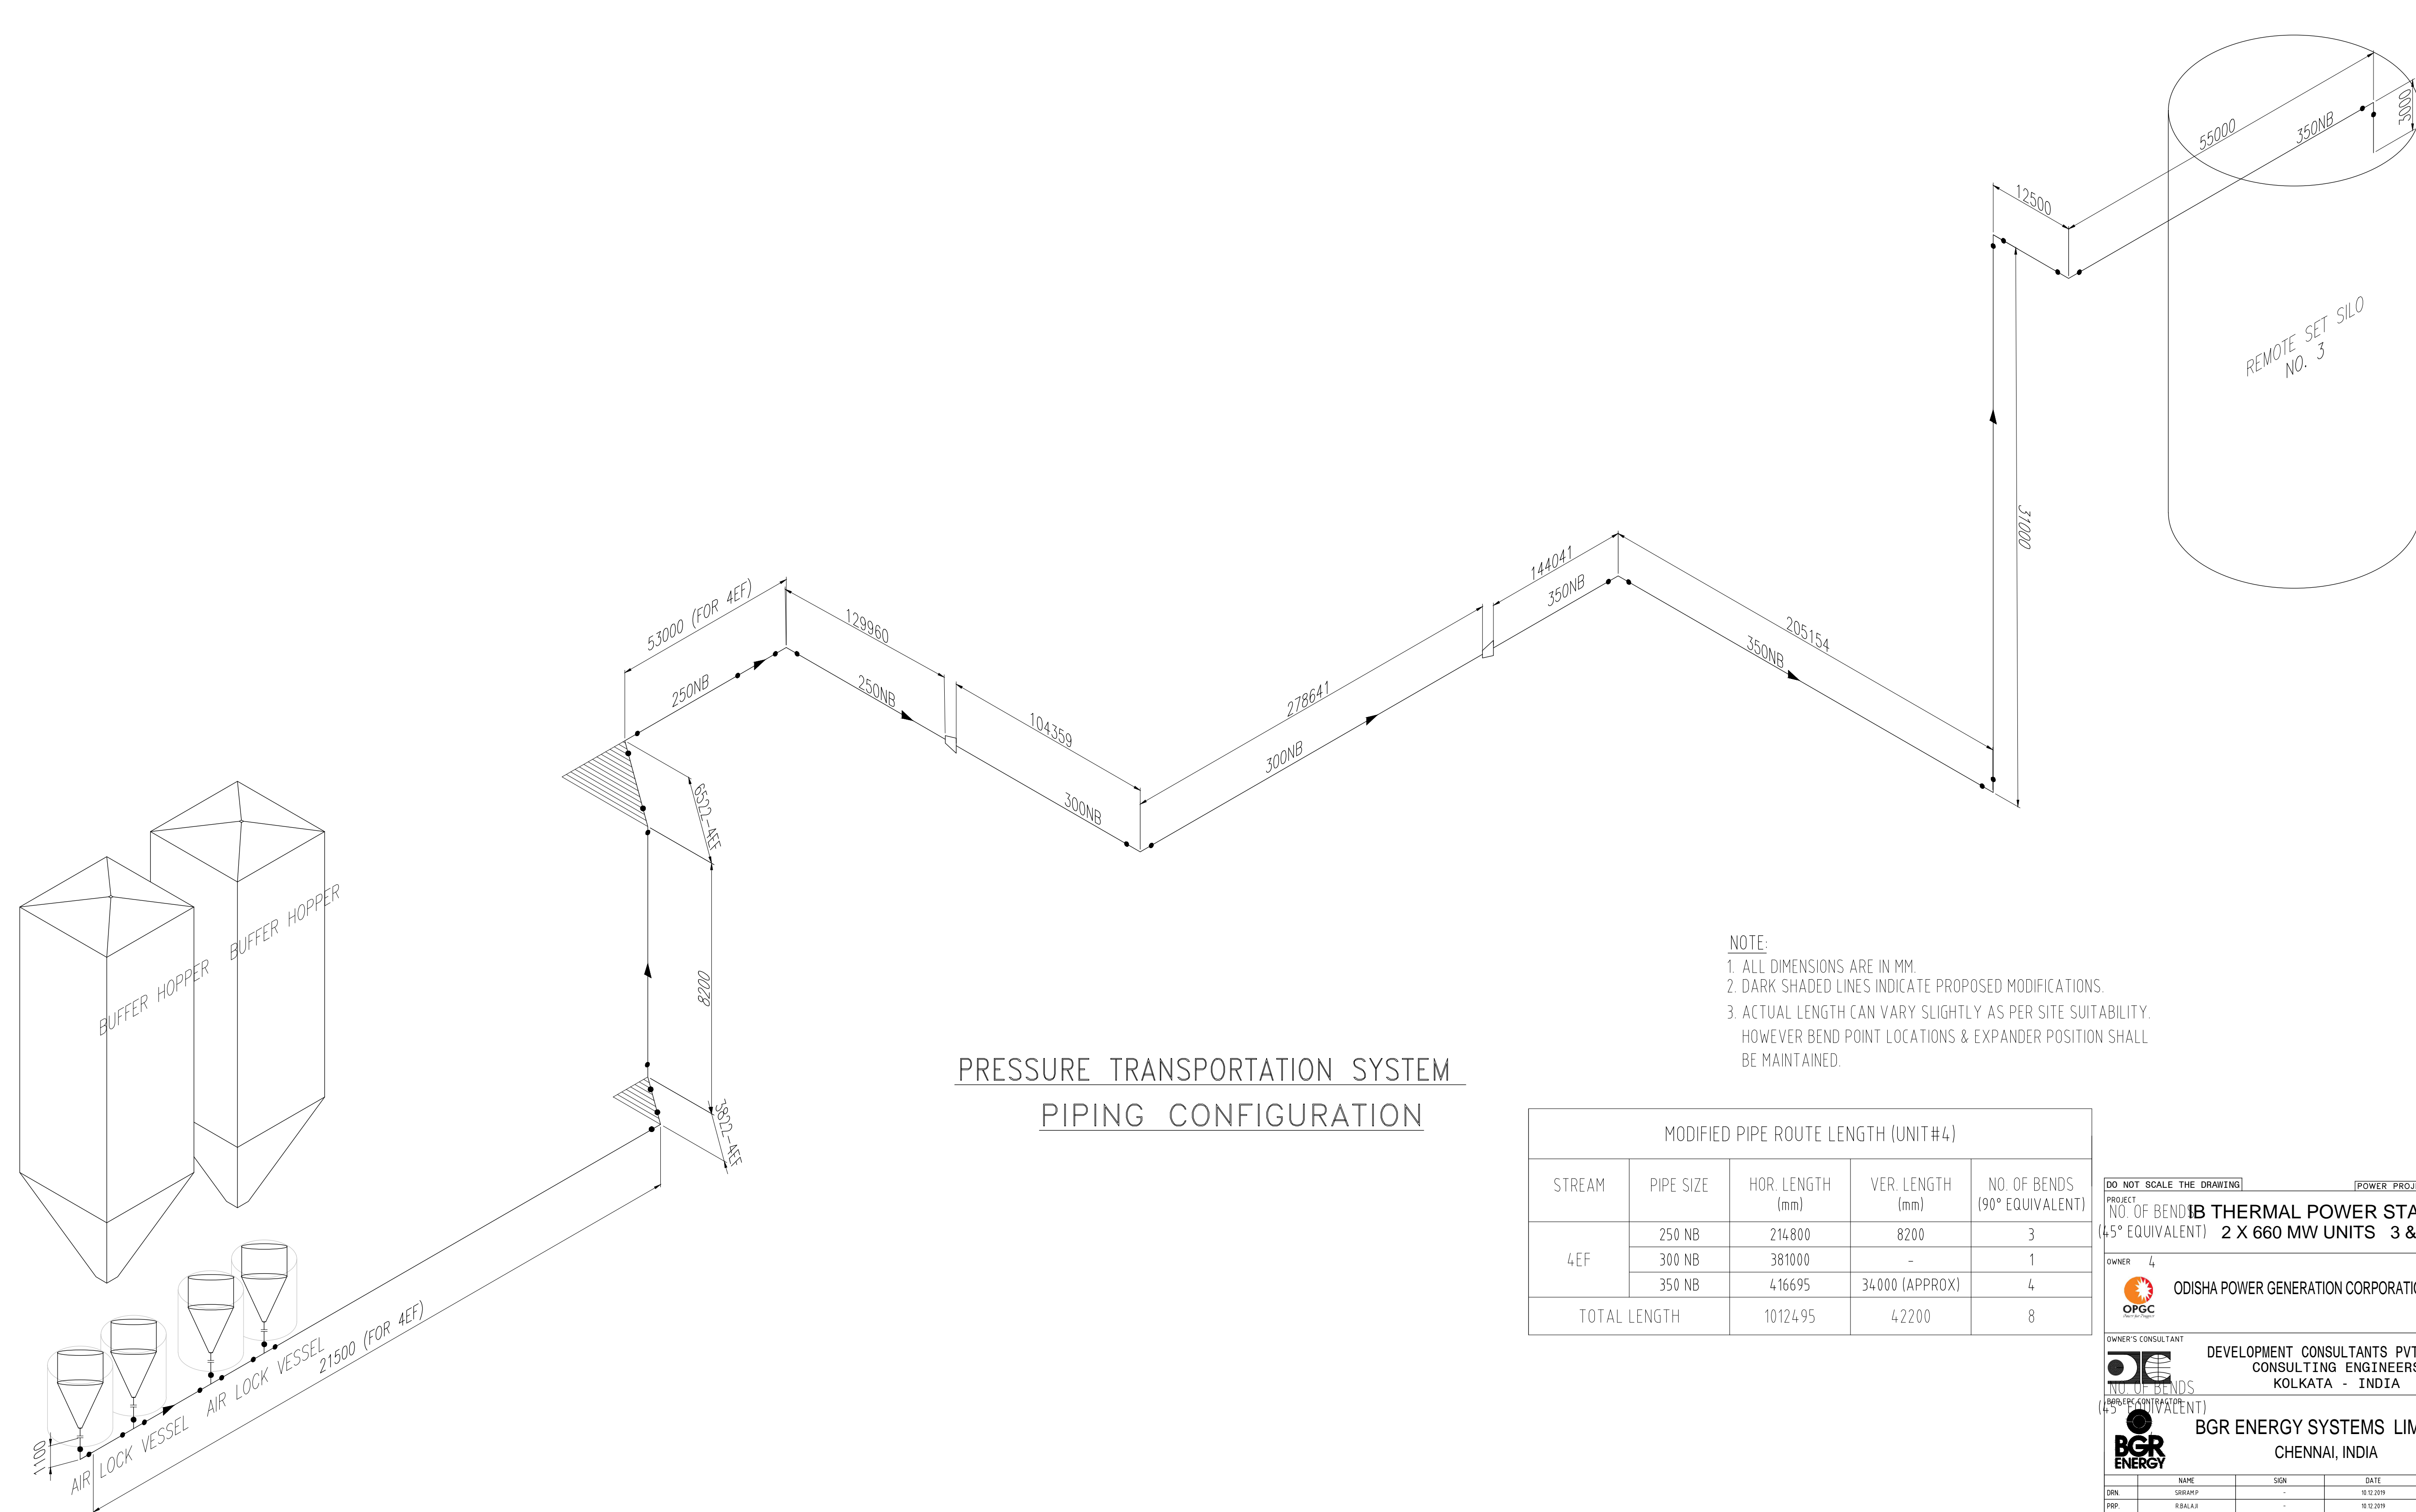 55000
350NB
3000
12500
REMOTE SET SILO
NO. 3
31000
144041
350NB
53000 (FOR 4EF)
129960
250NB
250NB
205154
350NB
278641
104359
300NB
300NB
6522-4EF
8200
3822-4EF
BUFFER HOPPER
BUFFER HOPPER
21500 (FOR 4EF)
AIR LOCK VESSEL
AIR LOCK VESSEL
1100
PRESSURE TRANSPORTATION SYSTEM
PIPING CONFIGURATION
NOTE:
1. ALL DIMENSIONS ARE IN MM.
2. DARK SHADED LINES INDICATE PROPOSED MODIFICATIONS.
3. ACTUAL LENGTH CAN VARY SLIGHTLY AS PER SITE SUITABILITY.
HOWEVER BEND POINT LOCATIONS & EXPANDER POSITION SHALL
BE MAINTAINED.
MODIFIED PIPE ROUTE LENGTH (UNIT#4)
STREAM PIPE SIZE HOR. LENGTH (mm) VER. LENGTH (mm) NO. OF BENDS (90° EQUIVALENT)
4EF 250 NB 214800 8200 3
300 NB 381000 - 1
350 NB 416695 34000 (APPROX) 4
TOTAL LENGTH 1012495 42200 8
DO NOT SCALE THE DRAWING
POWER PROJ
PROJECT
NO. OF BENDS
(45° EQUIVALENT)
IB THERMAL POWER STA
2 X 660 MW UNITS 3 &
OWNER 4
OPGC
ODISHA POWER GENERATION CORPORATIO
OWNER'S CONSULTANT
DEVELOPMENT CONSULTANTS PVT
CONSULTING ENGINEERS
KOLKATA - INDIA
NO. OF BENDS
(45° EQUIVALENT)
BGR EPC CONTRACTOR
BGR
ENERGY
BGR ENERGY SYSTEMS LIM
CHENNAI, INDIA
NAME SIGN DATE
DRN. SRIRAM.P. - 10.12.2019
PRP. R.BALAJI - 10.12.2019